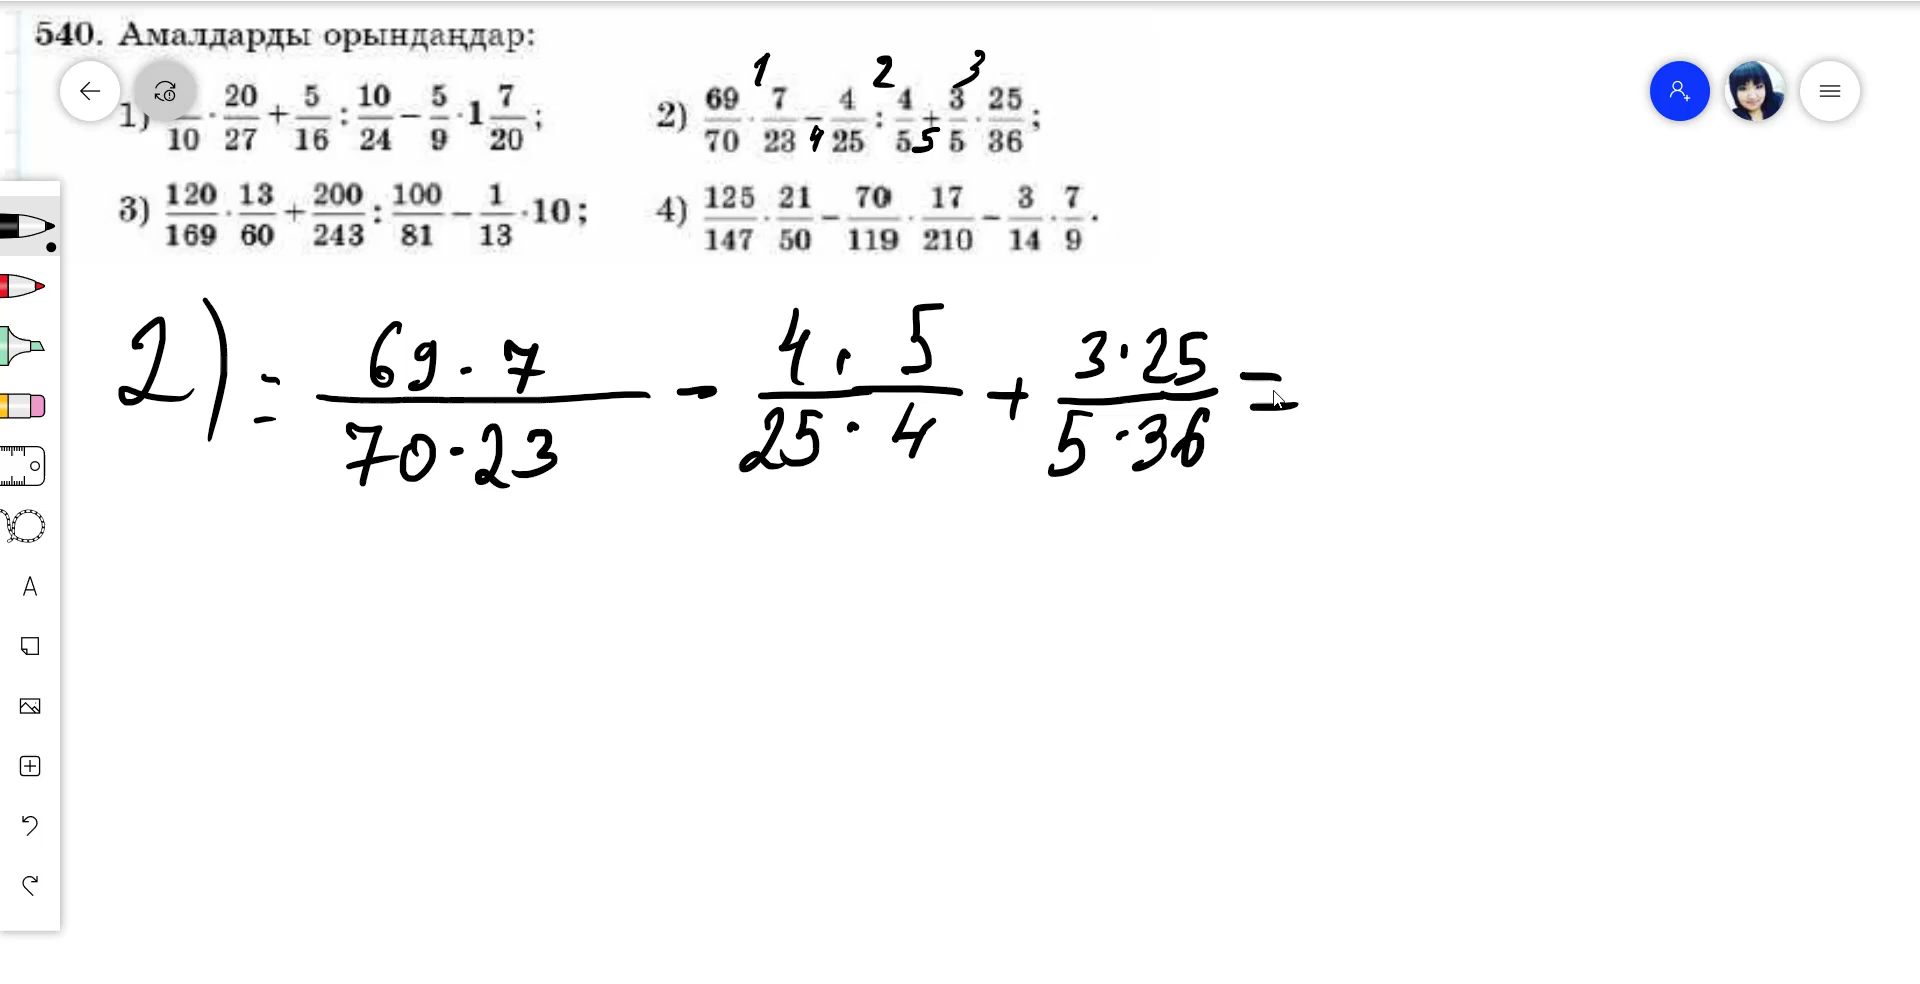 540. Амалдарды орындаңдар:
1) /10 · 20/27 + 5/16 : 10/24 − 5/9 · 1 7/20;
2) 69/70 · 7/23 − 4/25 : 4/5 + 3/5 · 25/36;
1 2 3
4 5
3) 120/169 · 13/60 + 200/243 : 100/81 − 1/13 · 10;
4) 125/147 · 21/50 − 70/119 · 17/210 − 3/14 · 7/9.
2) = 69 · 7 / 70 · 23 − 4 · 5 / 25 · 4 + 3 · 25 / 5 · 36 =
A